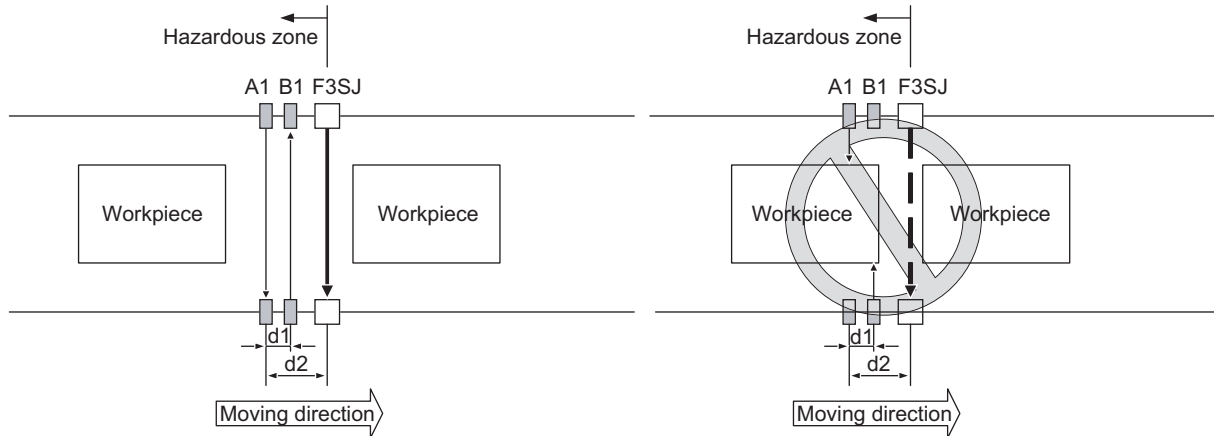 Hazardous zone
A1 B1 F3SJ
Workpiece Workpiece
d1
d2
Moving direction
Hazardous zone
A1 B1 F3SJ
Workpiece Workpiece
d1
d2
Moving direction